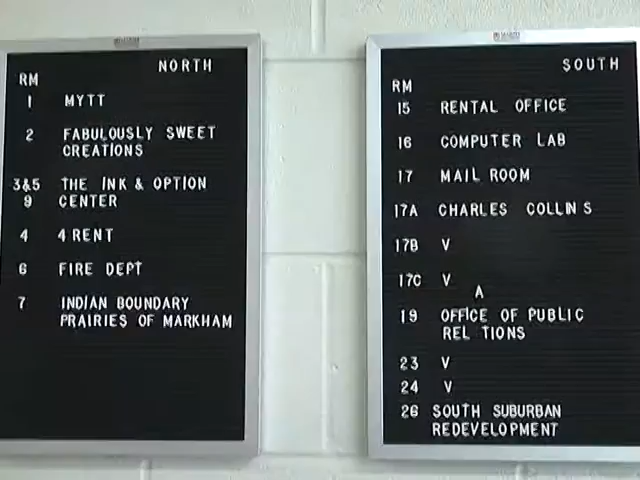 NORTH
RM
1 MYTT
2 FABULOUSLY SWEET
CREATIONS
3&5 THE INK & OPTION
9 CENTER
4 4 RENT
6 FIRE DEPT
7 INDIAN BOUNDARY
PRAIRIES OF MARKHAM
SOUTH
RM
15 RENTAL OFFICE
16 COMPUTER LAB
17 MAIL ROOM
17A CHARLES COLLINS
17B V
17C V
A
19 OFFICE OF PUBLIC
REL TIONS
23 V
24 V
26 SOUTH SUBURBAN
REDEVELOPMENT